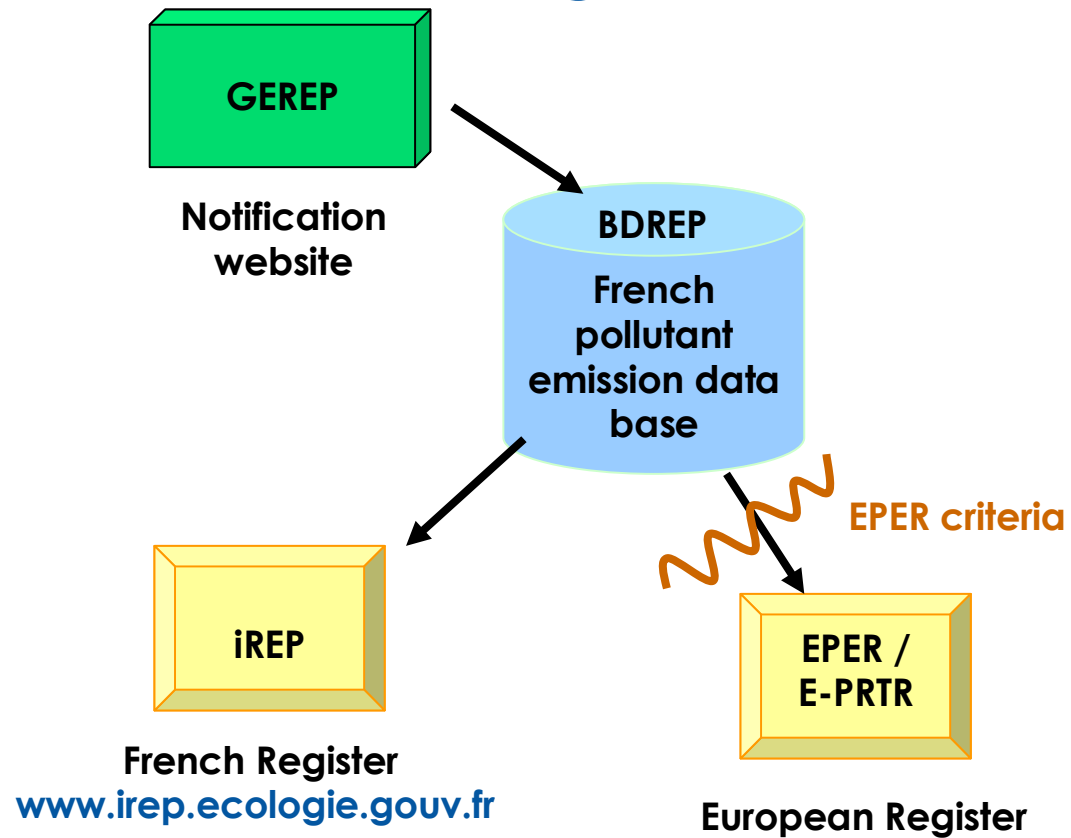 GEREP
Notification
website
BDREP
French
pollutant
emission data
base
EPER criteria
iREP
French Register
www.irep.ecologie.gouv.fr
EPER /
E-PRTR
European Register